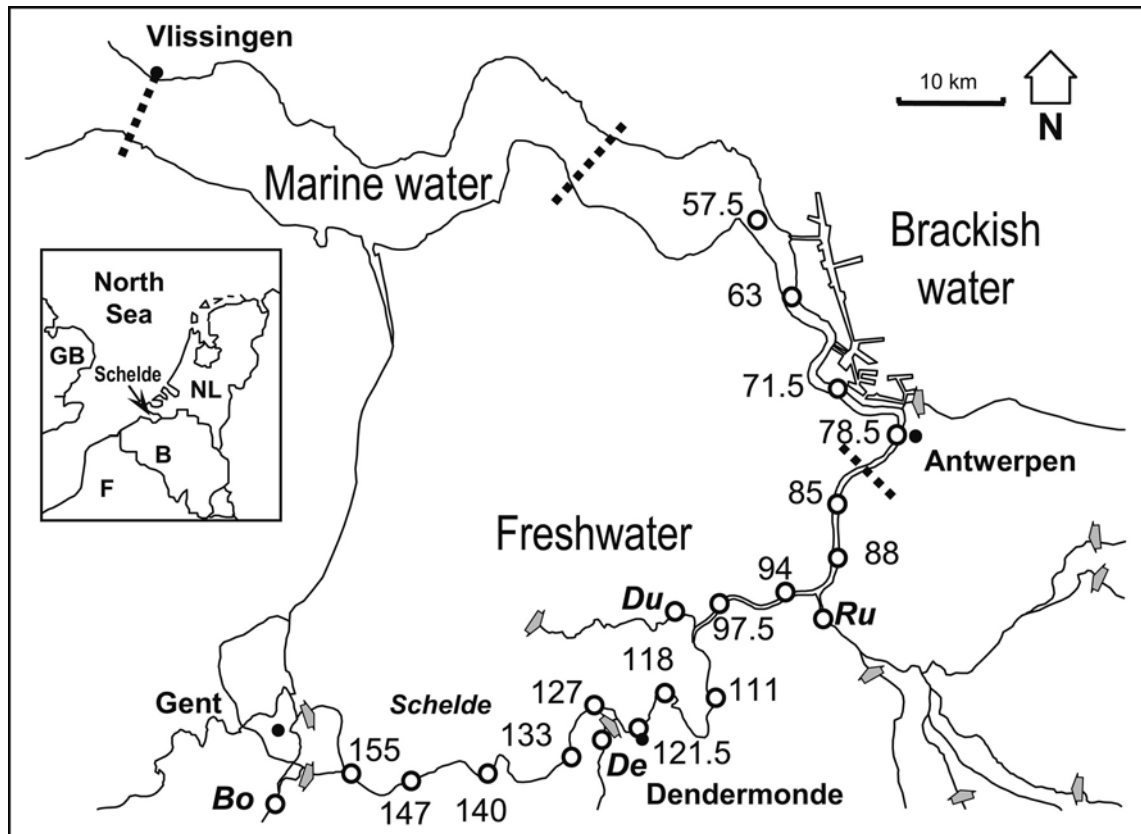 Vlissingen
10 km
N
Marine water
57.5
Brackish
water
63
North
Sea
GB
Schelde
NL
B
F
71.5
78.5
Antwerpen
85
Freshwater
88
94
Du
Ru
97.5
118
111
127
Gent
Schelde
133
121.5
155
De
Dendermonde
Bo
147
140